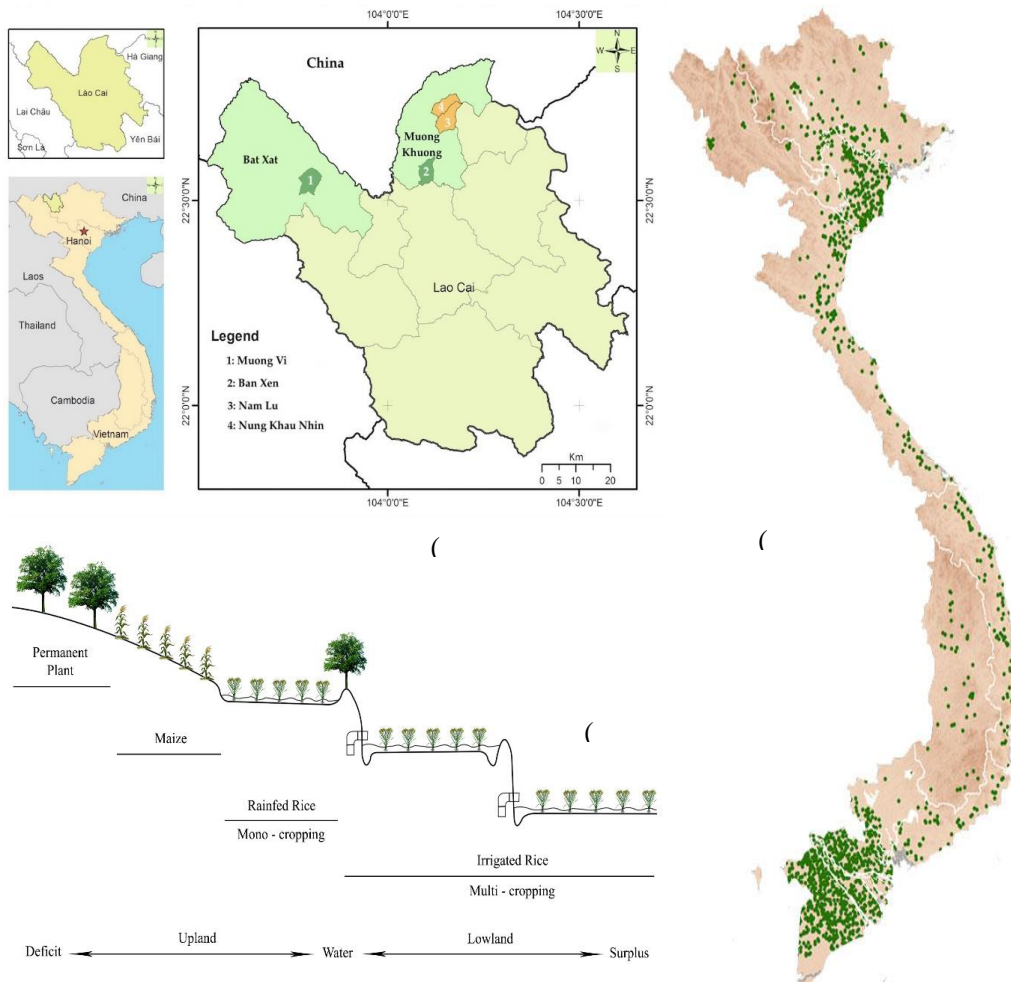 Hà Giang
Lào Cai
Lai Châu
Yên Bái
Sơn La
China
Hanoi
Laos
Thailand
Cambodia
Vietnam
104°0'0"E
104°30'0"E
N
W
E
S
China
4
3
Muong
Khuong
Bat Xat
1
2
22°30'0"N
22°30'0"N
Lao Cai
Legend
1: Muong Vi
2: Ban Xen
3: Nam Lu
4: Nung Khau Nhin
22°0'0"N
22°0'0"N
Km
0 5 10 20
104°0'0"E
104°30'0"E
(
(
(
Permanent
Plant
Maize
Rainfed Rice
Mono - cropping
Irrigated Rice
Multi - cropping
Upland
Lowland
Deficit
Water
Surplus